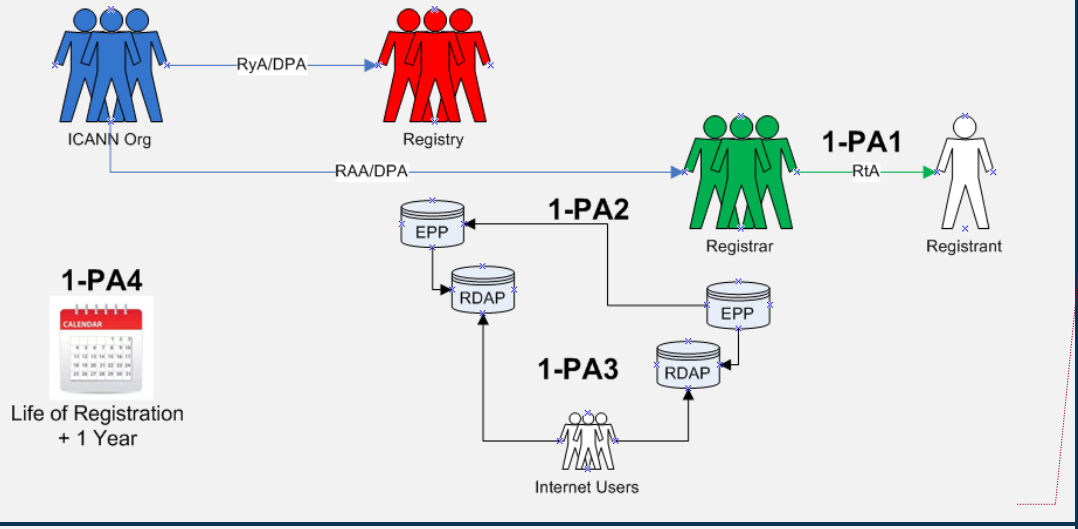 RyA/DPA
ICANN Org
Registry
1-PA1
RAA/DPA
RtA
1-PA2
EPP
Registrar
Registrant
1-PA4
RDAP
EPP
CALENDAR
1-PA3
RDAP
Life of Registration
+ 1 Year
Internet Users